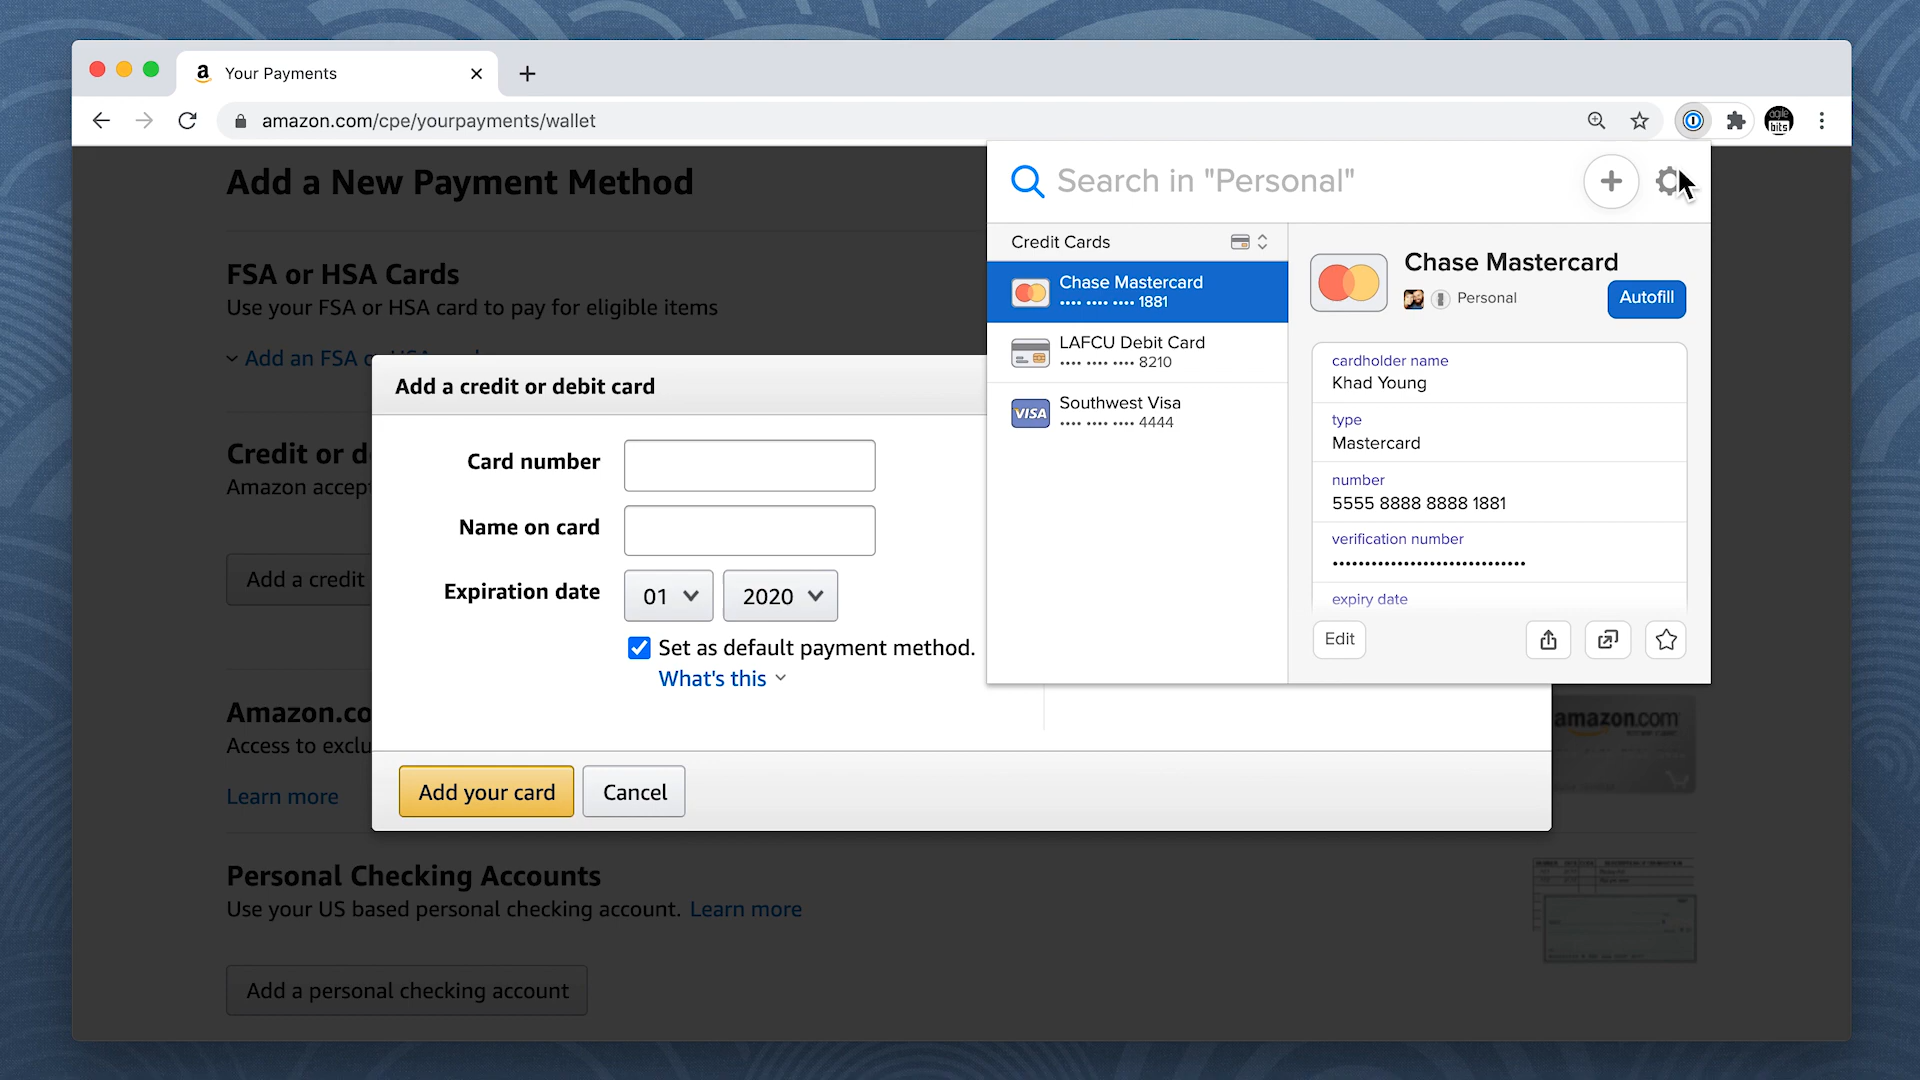 a Your Payments
amazon.com/cpe/yourpayments/wallet
agile
bits
Add a New Payment Method
FSA or HSA Cards
Use your FSA or HSA card to pay for eligible items
Add an FSA
Add a credit or debit card
Card number
Name on card
Expiration date 01 2020
Set as default payment method.
What's this
Add your card Cancel
Credit or d
Amazon accept
Add a credit
Amazon.co
Access to exclu
Learn more
amazon.com
Personal Checking Accounts
Use your US based personal checking account. Learn more
Add a personal checking account
Search in "Personal"
Credit Cards
Chase Mastercard
•••• •••• •••• 1881
LAFCU Debit Card
•••• •••• •••• 8210
VISA
Southwest Visa
•••• •••• •••• 4444
Chase Mastercard
Personal
Autofill
cardholder name
Khad Young
type
Mastercard
number
5555 8888 8888 1881
verification number
••••••••••••••••••••••••••••••
expiry date
Edit